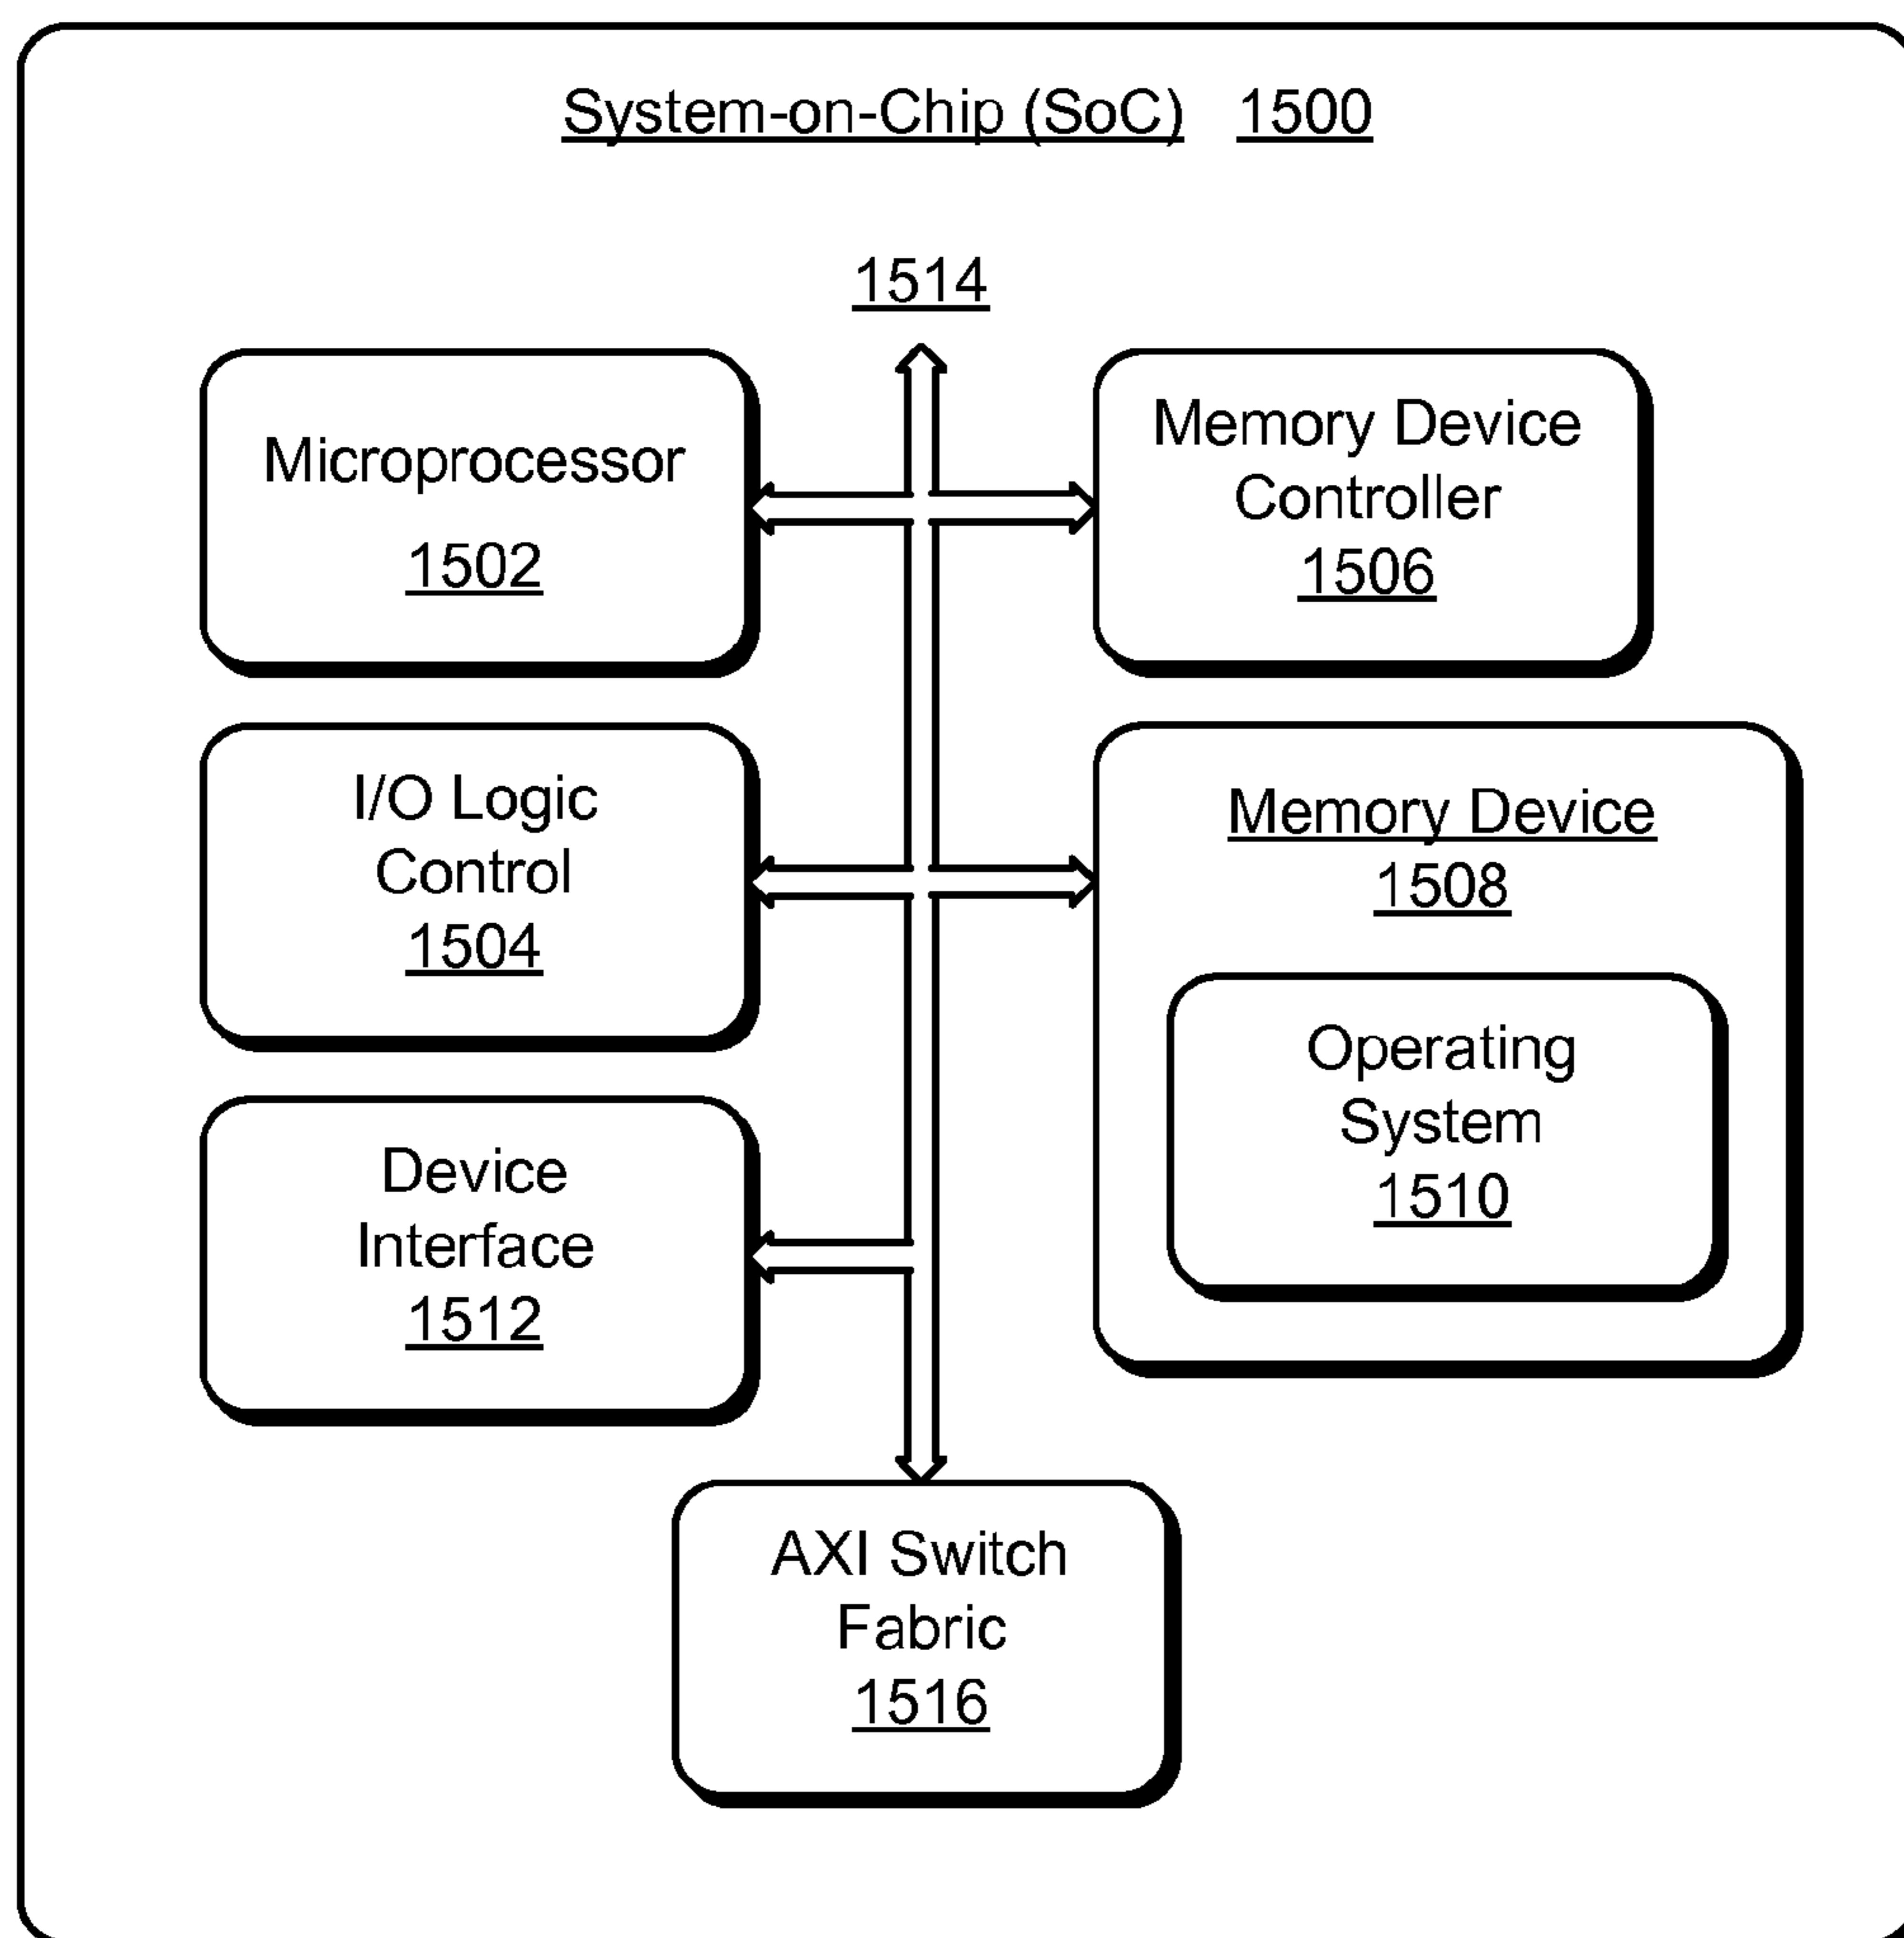 System-on-Chip (SoC) 1500
1514
Microprocessor
1502
Memory Device
Controller
1506
I/O Logic
Control
1504
Memory Device
1508
Operating
System
1510
Device
Interface
1512
AXI Switch
Fabric
1516